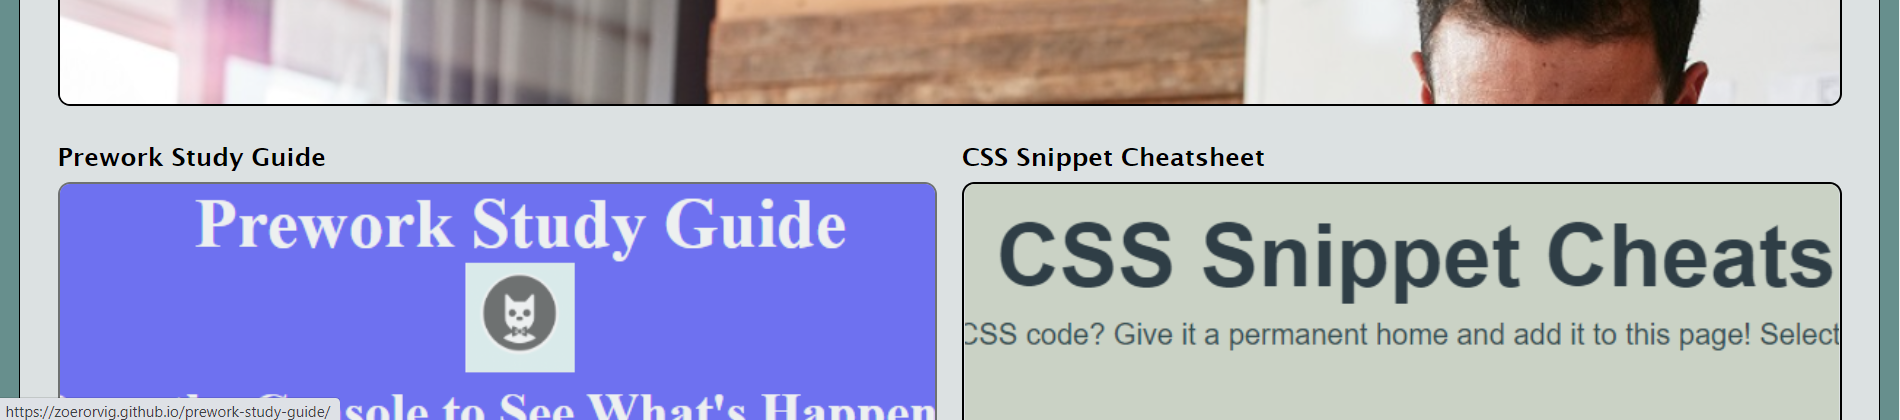 Prework Study Guide
CSS Snippet Cheatsheet
Prework Study Guide
CSS Snippet Cheats
CSS code? Give it a permanent home and add it to this page! Select
to See What's Happen
https://zoerorvig.github.io/prework-study-guide/